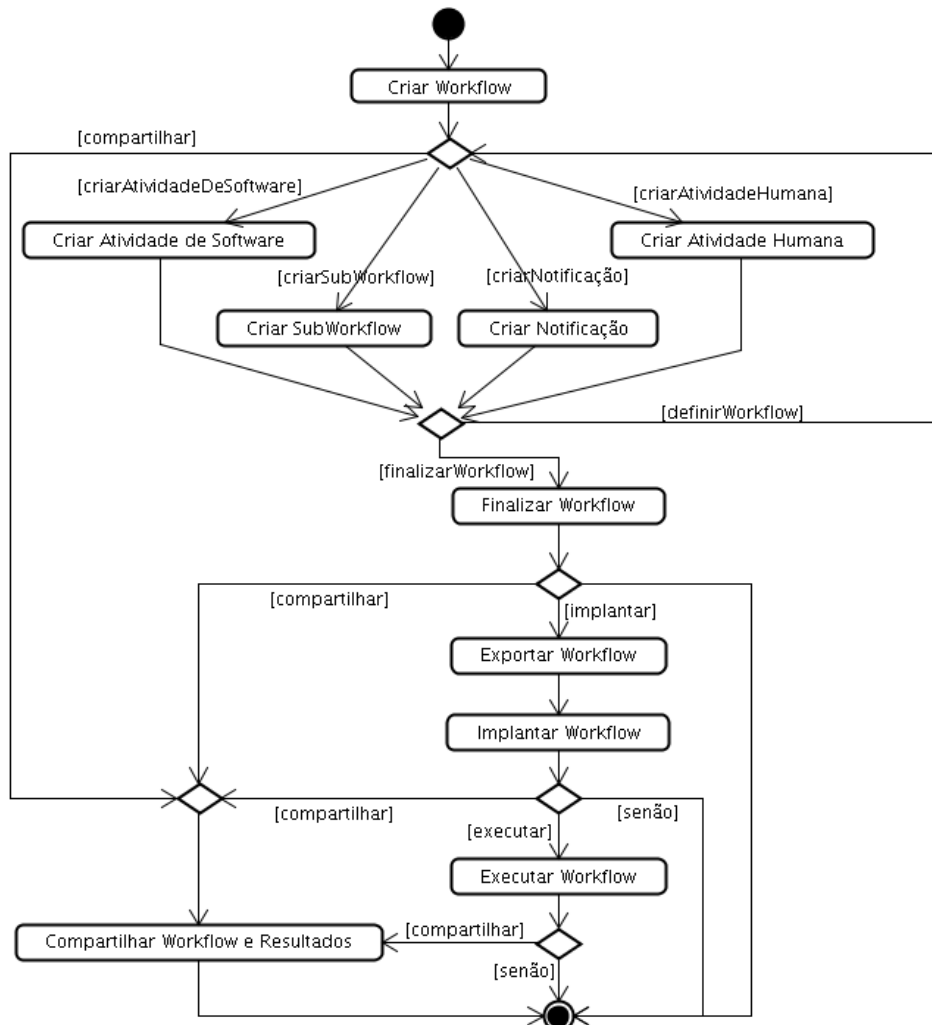 Criar Workflow
[compartilhar]
[criarAtividadeDeSoftware]
[criarAtividadeHumana]
Criar Atividade de Software
Criar Atividade Humana
[criarSubWorkflow]
[criarNotificação]
Criar SubWorkflow
Criar Notificação
[definirWorkflow]
[finalizarWorkflow]
Finalizar Workflow
[compartilhar]
[implantar]
Exportar Workflow
Implantar Workflow
[compartilhar]
[senão]
[executar]
Executar Workflow
[compartilhar]
Compartilhar Workflow e Resultados
[senão]